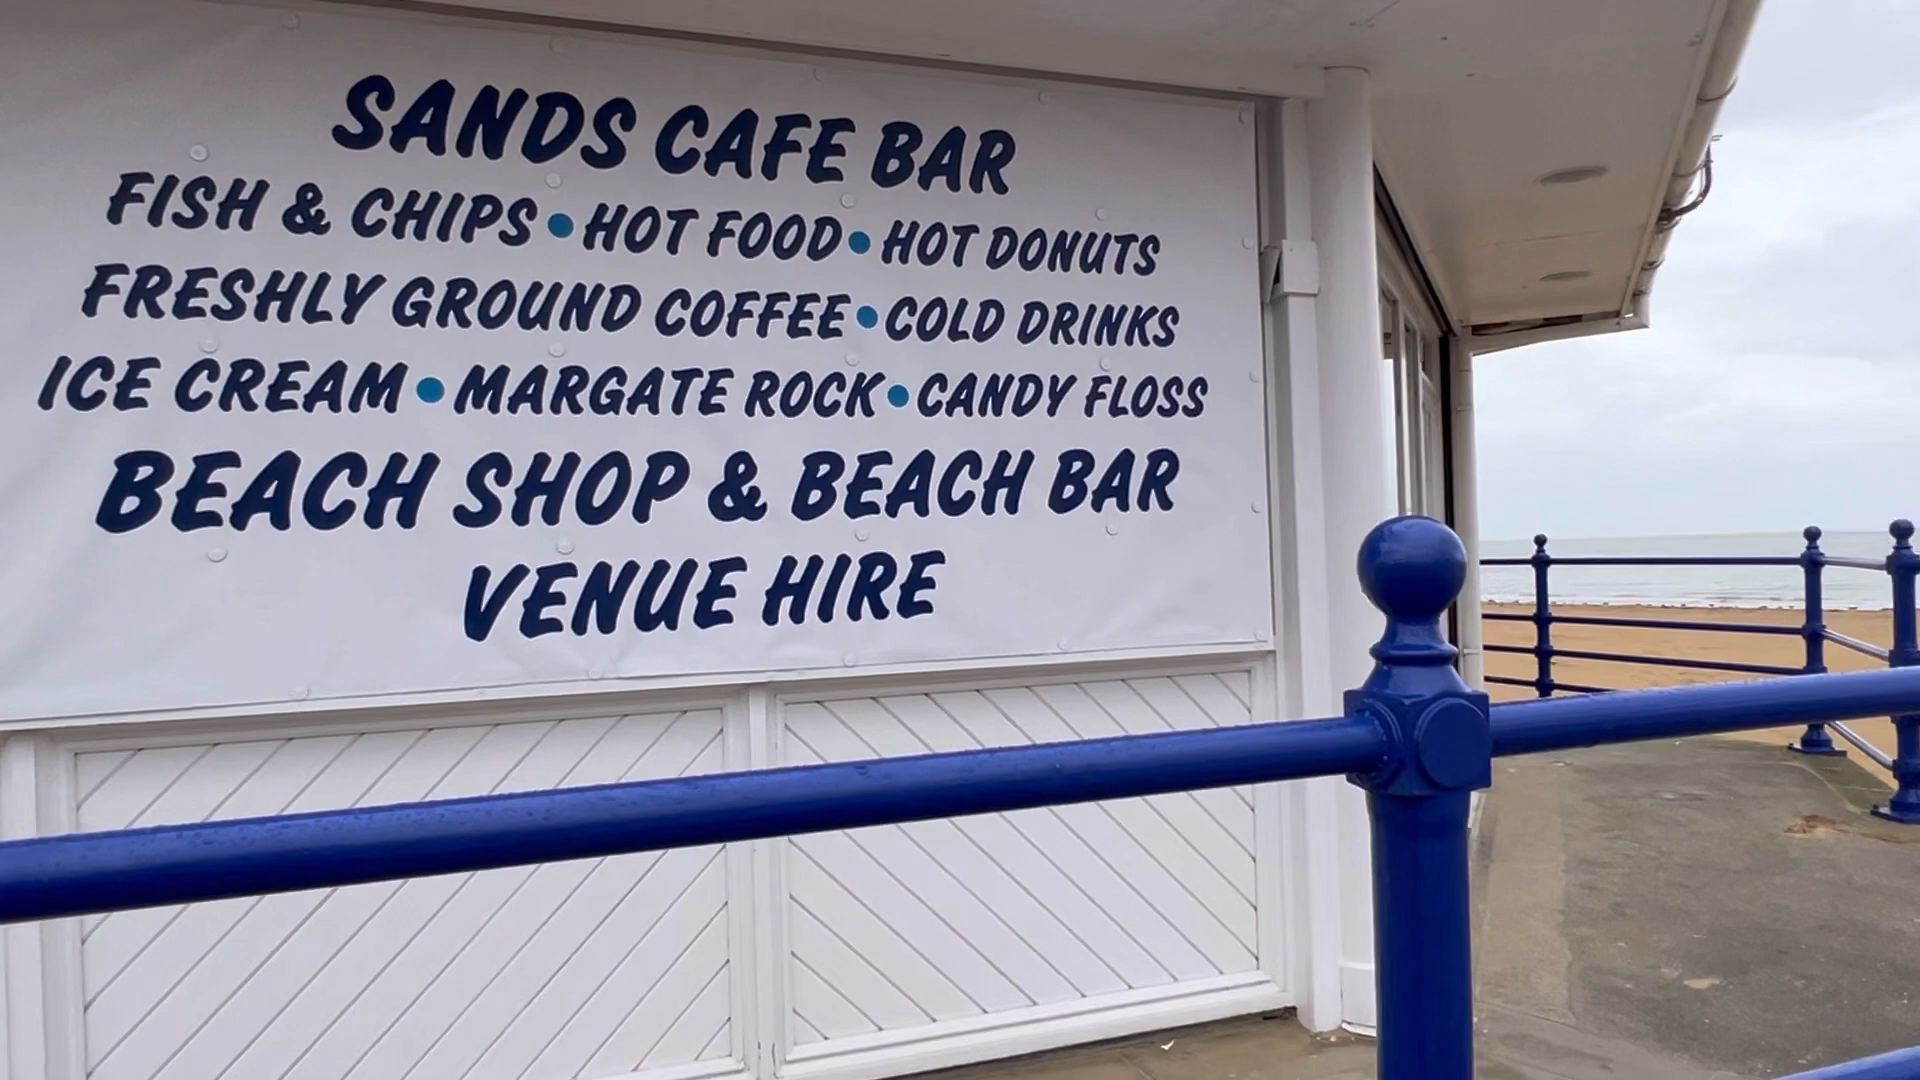 SANDS CAFE BAR
FISH & CHIPS • HOT FOOD • HOT DONUTS
FRESHLY GROUND COFFEE • COLD DRINKS
ICE CREAM • MARGATE ROCK • CANDY FLOSS
BEACH SHOP & BEACH BAR
VENUE HIRE